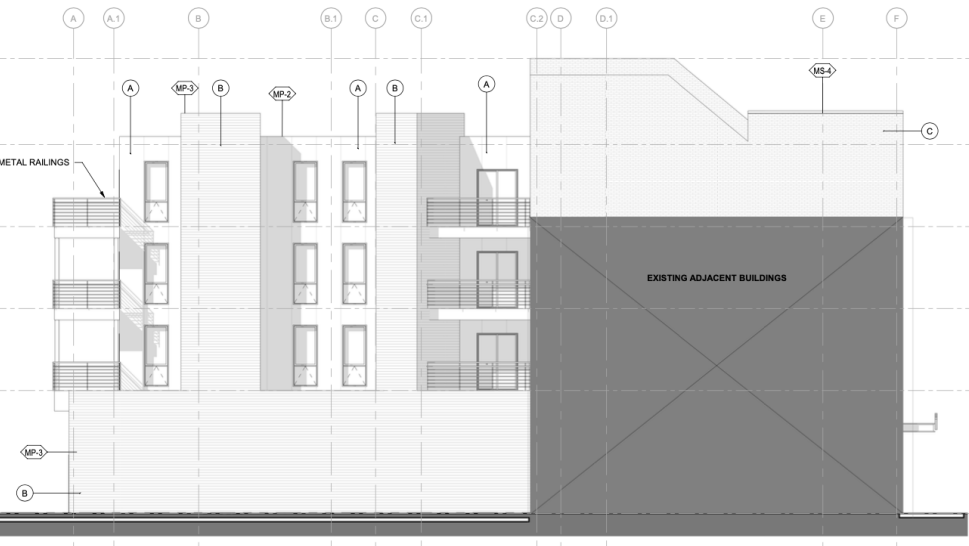 A A.1 B B.1 C C.1 C.2 D D.1 E F
MS-4
A MP-3 B MP-2 A B A
C
METAL RAILINGS
EXISTING ADJACENT BUILDINGS
MP-3
B